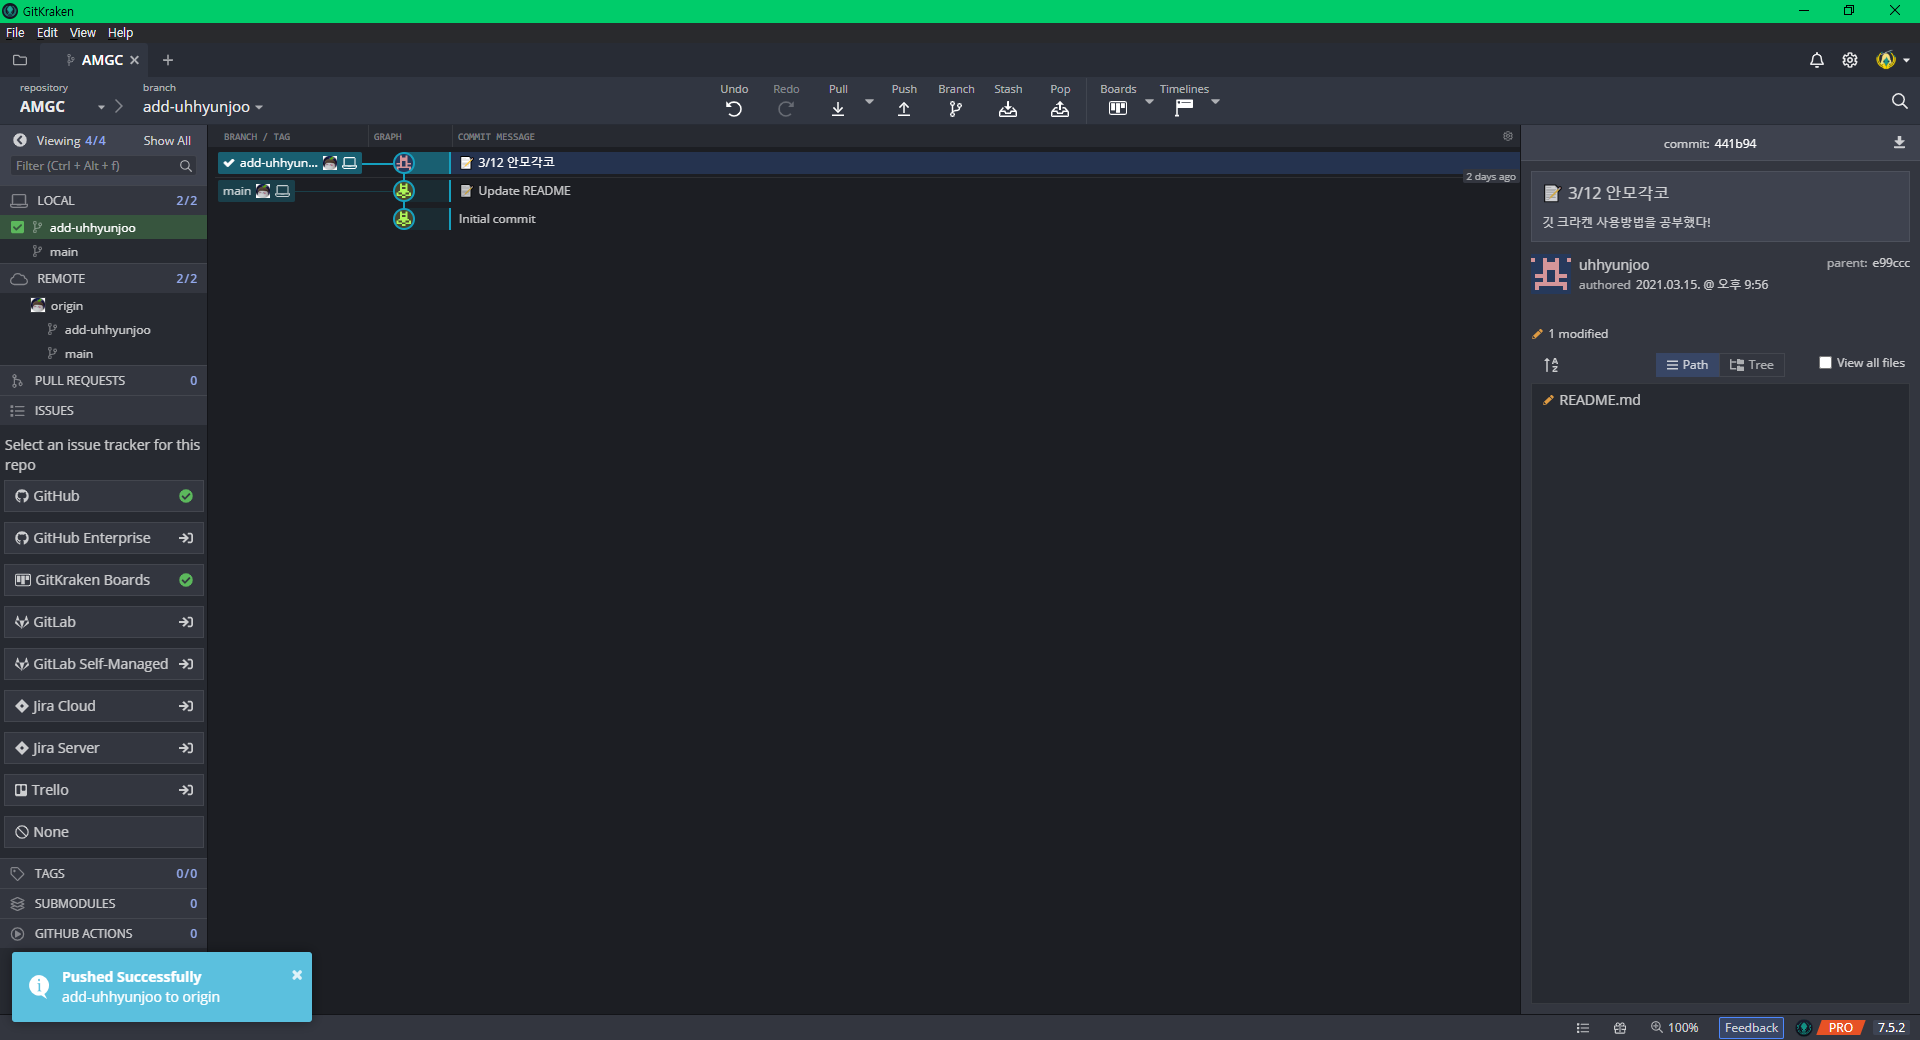 GitKraken
File Edit View Help
AMGC
repository
AMGC
branch
add-uhhyunjoo
Undo
Redo
Pull
Push
Branch
Stash
Pop
Boards
Timelines
Viewing 4/4 Show All
Filter (Ctrl + Alt + f)
LOCAL 2/2
add-uhhyunjoo
main
REMOTE 2/2
origin
add-uhhyunjoo
main
PULL REQUESTS 0
ISSUES
Select an issue tracker for this
repo
GitHub
GitHub Enterprise
GitKraken Boards
GitLab
GitLab Self-Managed
Jira Cloud
Jira Server
Trello
None
TAGS 0/0
SUBMODULES 0
GITHUB ACTIONS 0
Pushed Successfully
add-uhhyunjoo to origin
BRANCH / TAG GRAPH COMMIT MESSAGE
add-uhhyun... 3/12 안모각코
2 days ago
main Update README
Initial commit
commit: 441b94
3/12 안모각코
깃 크라켄 사용방법을 공부했다!
uhhyunjoo
authored 2021.03.15. @ 오후 9:56
parent: e99ccc
1 modified
Path
Tree
View all files
README.md
100%
Feedback
PRO
7.5.2